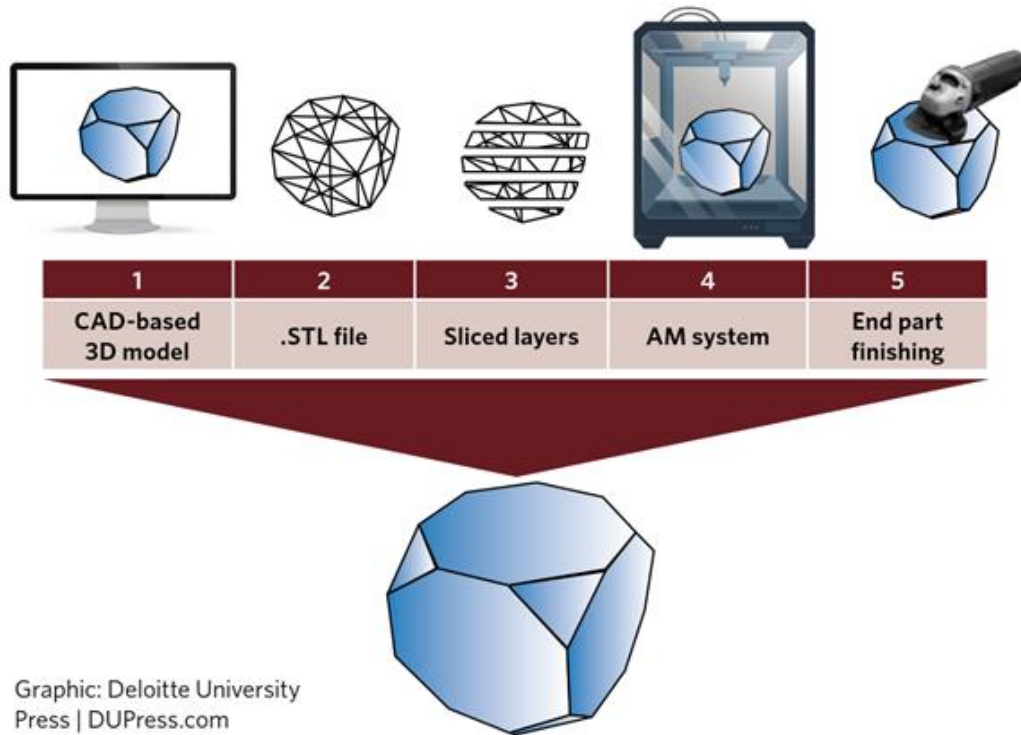 1
2
3
4
5
CAD-based
3D model
.STL file
Sliced layers
AM system
End part
finishing
Graphic: Deloitte University
Press | DUPress.com